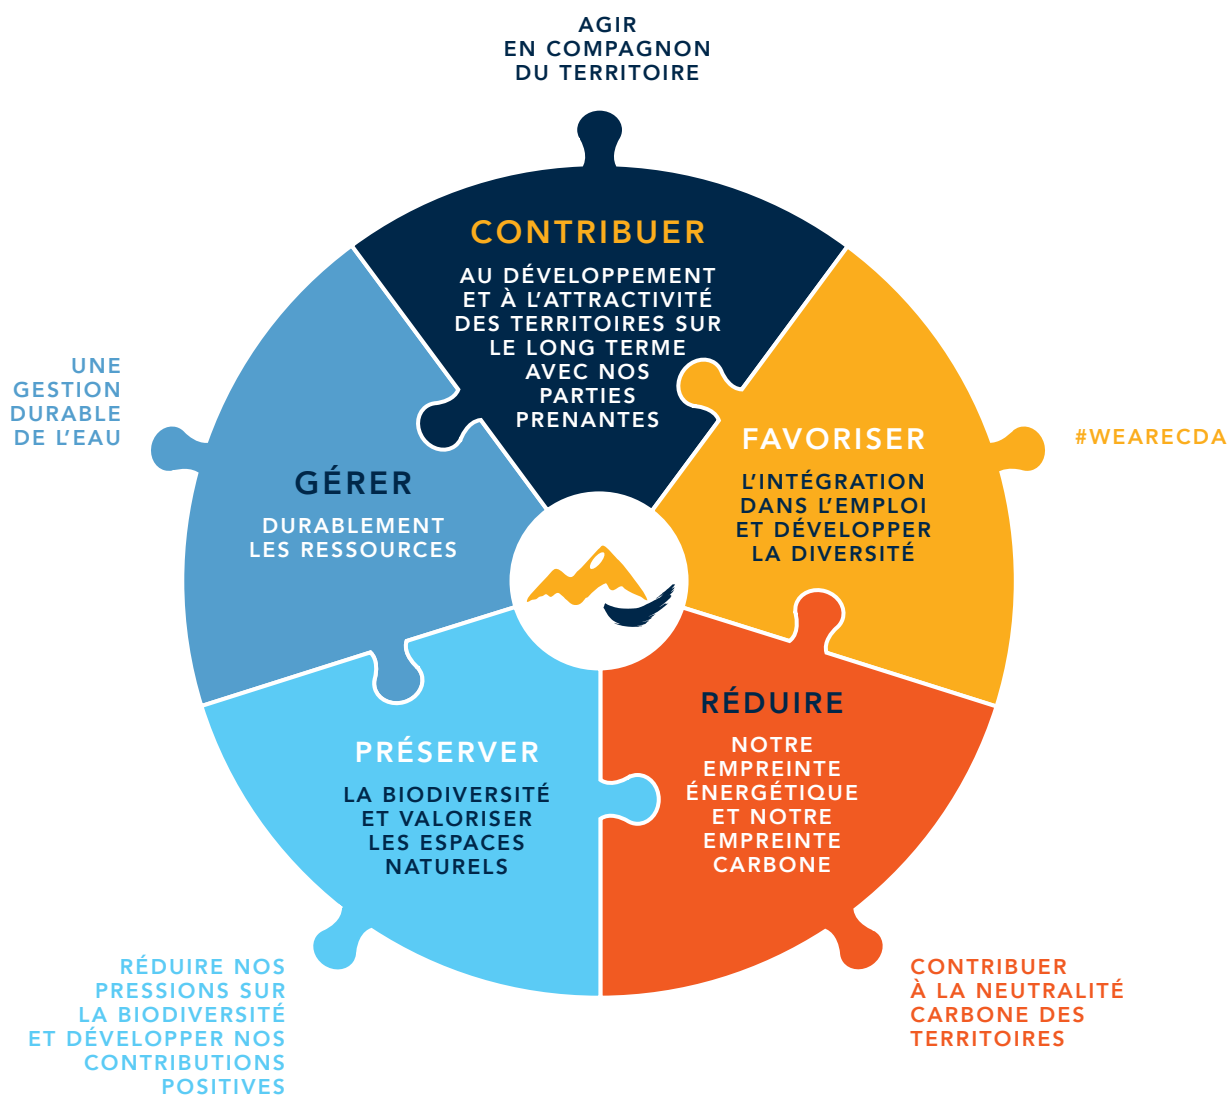 AGIR
EN COMPAGNON
DU TERRITOIRE
CONTRIBUER
AU DÉVELOPPEMENT
ET À L'ATTRACTIVITÉ
DES TERRITOIRES SUR
LE LONG TERME
AVEC NOS
PARTIES
PRENANTES
#WEARECDA
FAVORISER
L'INTÉGRATION
DANS L'EMPLOI
ET DÉVELOPPER
LA DIVERSITÉ
RÉDUIRE
NOTRE
EMPREINTE
ÉNERGÉTIQUE
ET NOTRE
EMPREINTE
CARBONE
CONTRIBUER
À LA NEUTRALITÉ
CARBONE DES
TERRITOIRES
PRÉSERVER
LA BIODIVERSITÉ
ET VALORISER
LES ESPACES
NATURELS
RÉDUIRE NOS
PRESSIONS SUR
LA BIODIVERSITÉ
ET DÉVELOPPER NOS
CONTRIBUTIONS
POSITIVES
GÉRER
DURABLEMENT
LES RESSOURCES
UNE
GESTION
DURABLE
DE L'EAU